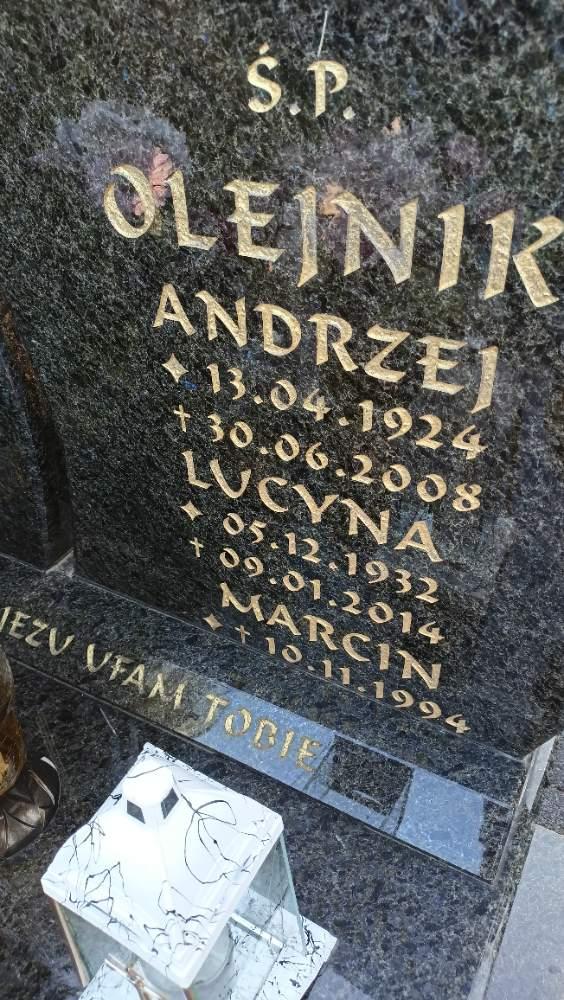 Ś.P.
OLEJNIK
ANDRZEJ
✧ 13.04.1924
† 30.06.2008
LUCYNA
✧ 05.12.1932
† 09.01.2014
MARCIN
✧ † 10.11.1994
JEZU UFAM TOBIE